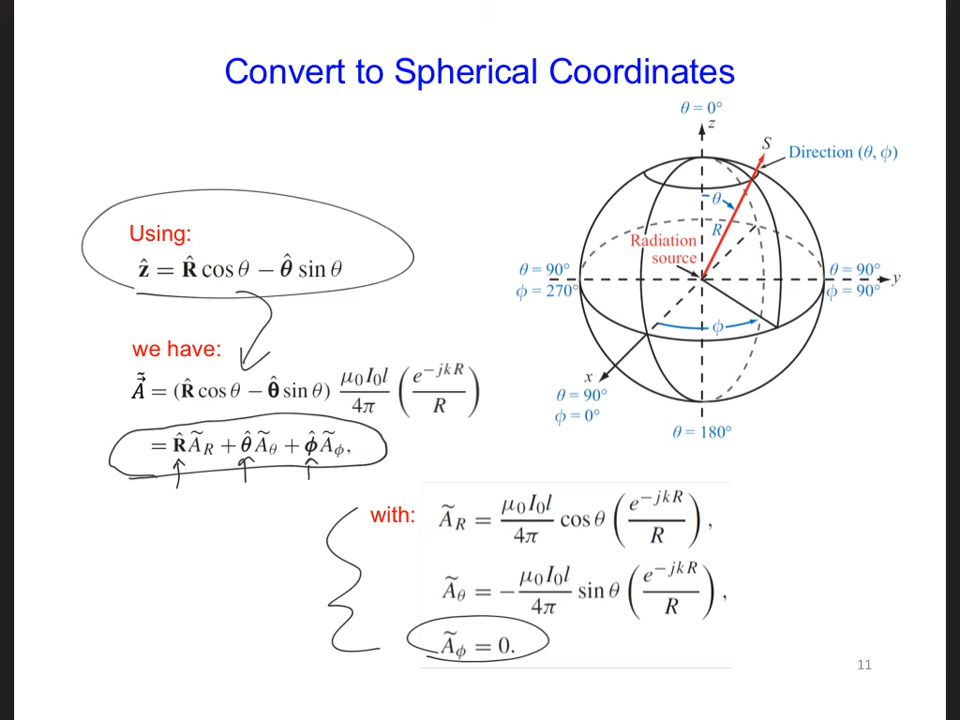 Convert to Spherical Coordinates
θ = 0°
z
S
Direction (θ, ϕ)
θ
R
Radiation
source
θ = 90°
ϕ = 270°
θ = 90°
ϕ = 90°
y
ϕ
x
θ = 90°
ϕ = 0°
θ = 180°
Using:
ẑ = R̂ cos θ − θ̂ sin θ
we have:
Ã⃗ = (R̂ cos θ − θ̂ sin θ) μ₀I₀l / 4π (e^{−jkR} / R)
= R̂Ã_R + θ̂Ã_θ + ϕ̂Ã_ϕ,
with:
Ã_R = μ₀I₀l / 4π cos θ (e^{−jkR} / R),
Ã_θ = − μ₀I₀l / 4π sin θ (e^{−jkR} / R),
Ã_ϕ = 0.
11